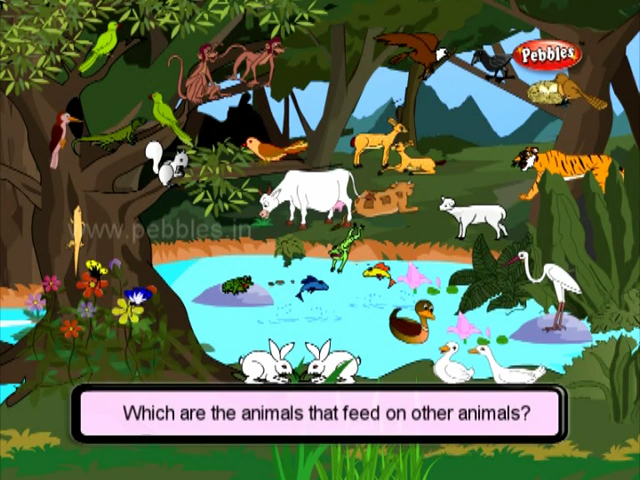 Pebbles
www.pebbles.in
Which are the animals that feed on other animals?